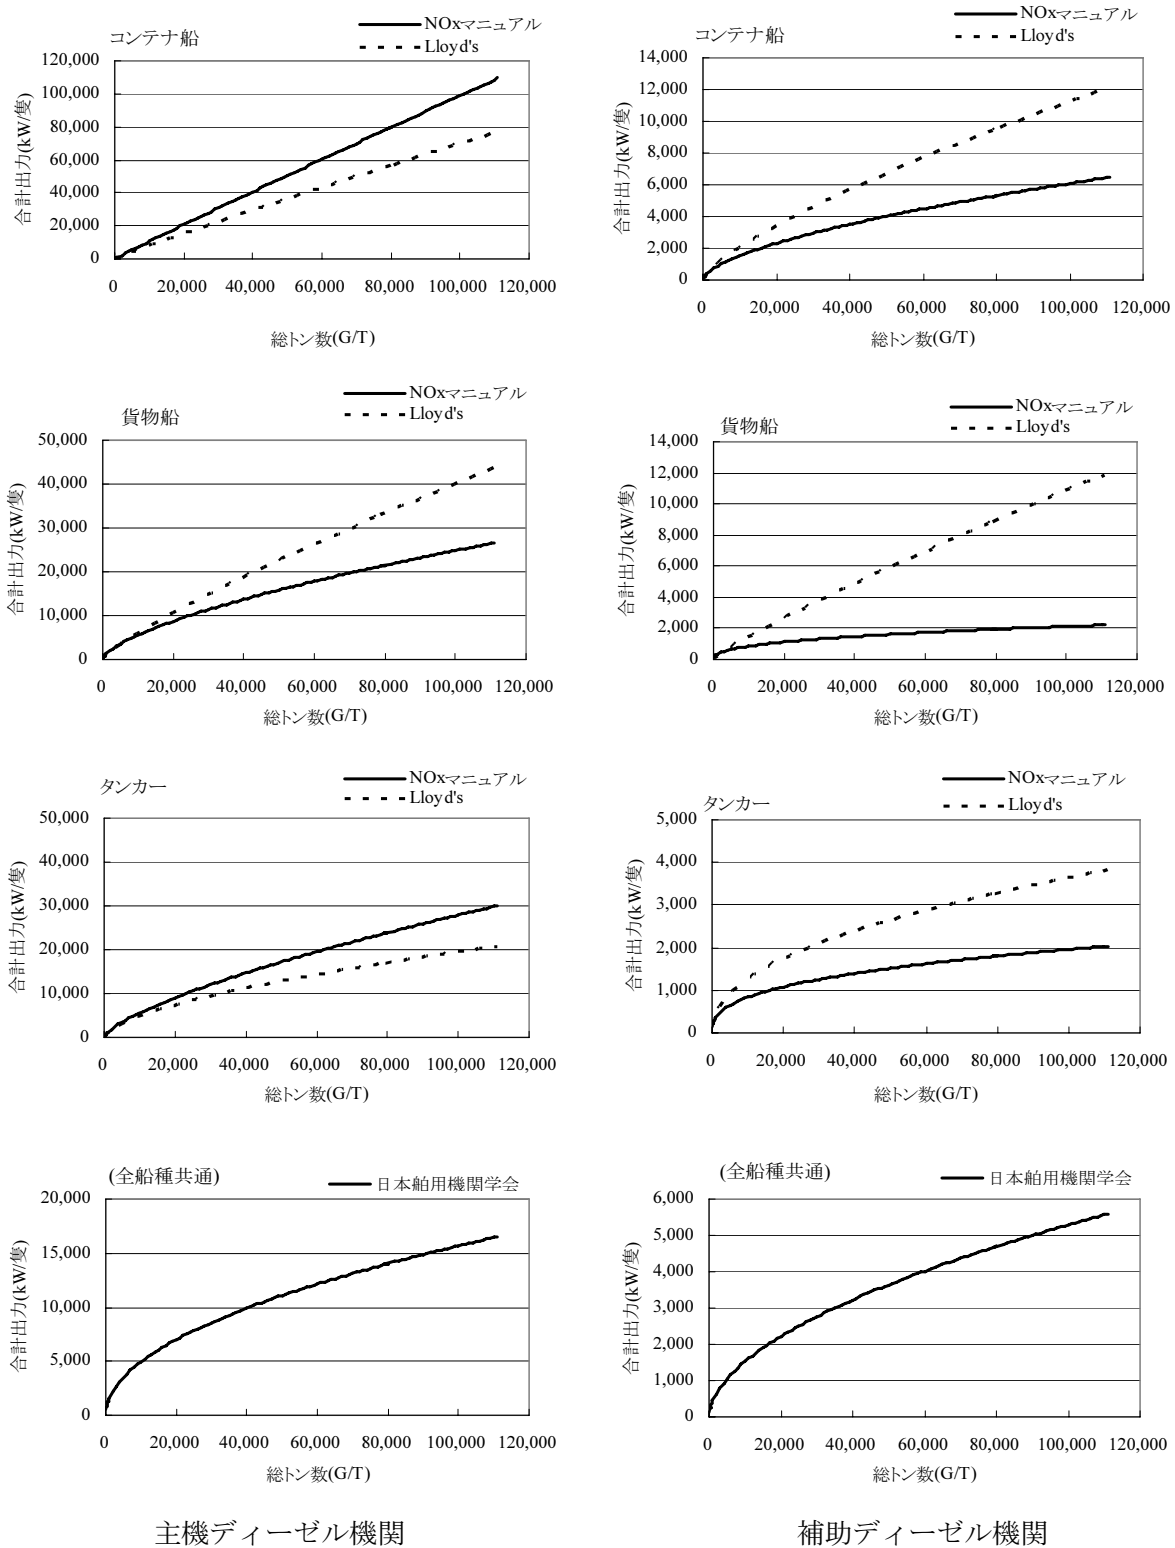 コンテナ船
NOxマニュアル
Lloyd's
120,000
100,000
80,000
60,000
40,000
20,000
0
合計出力(kW/隻)
0 20,000 40,000 60,000 80,000 100,000 120,000
総トン数(G/T)
コンテナ船
NOxマニュアル
Lloyd's
14,000
12,000
10,000
8,000
6,000
4,000
2,000
0
合計出力(kW/隻)
0 20,000 40,000 60,000 80,000 100,000 120,000
総トン数(G/T)
貨物船
NOxマニュアル
Lloyd's
50,000
40,000
30,000
20,000
10,000
0
合計出力(kW/隻)
0 20,000 40,000 60,000 80,000 100,000 120,000
総トン数(G/T)
貨物船
NOxマニュアル
Lloyd's
14,000
12,000
10,000
8,000
6,000
4,000
2,000
0
合計出力(kW/隻)
0 20,000 40,000 60,000 80,000 100,000 120,000
総トン数(G/T)
タンカー
NOxマニュアル
Lloyd's
50,000
40,000
30,000
20,000
10,000
0
合計出力(kW/隻)
0 20,000 40,000 60,000 80,000 100,000 120,000
総トン数(G/T)
タンカー
NOxマニュアル
Lloyd's
5,000
4,000
3,000
2,000
1,000
0
合計出力(kW/隻)
0 20,000 40,000 60,000 80,000 100,000 120,000
総トン数(G/T)
(全船種共通)
日本舶用機関学会
20,000
15,000
10,000
5,000
0
合計出力(kW/隻)
0 20,000 40,000 60,000 80,000 100,000 120,000
総トン数(G/T)
(全船種共通)
日本舶用機関学会
6,000
5,000
4,000
3,000
2,000
1,000
0
合計出力(kW/隻)
0 20,000 40,000 60,000 80,000 100,000 120,000
総トン数(G/T)
主機ディーゼル機関
補助ディーゼル機関